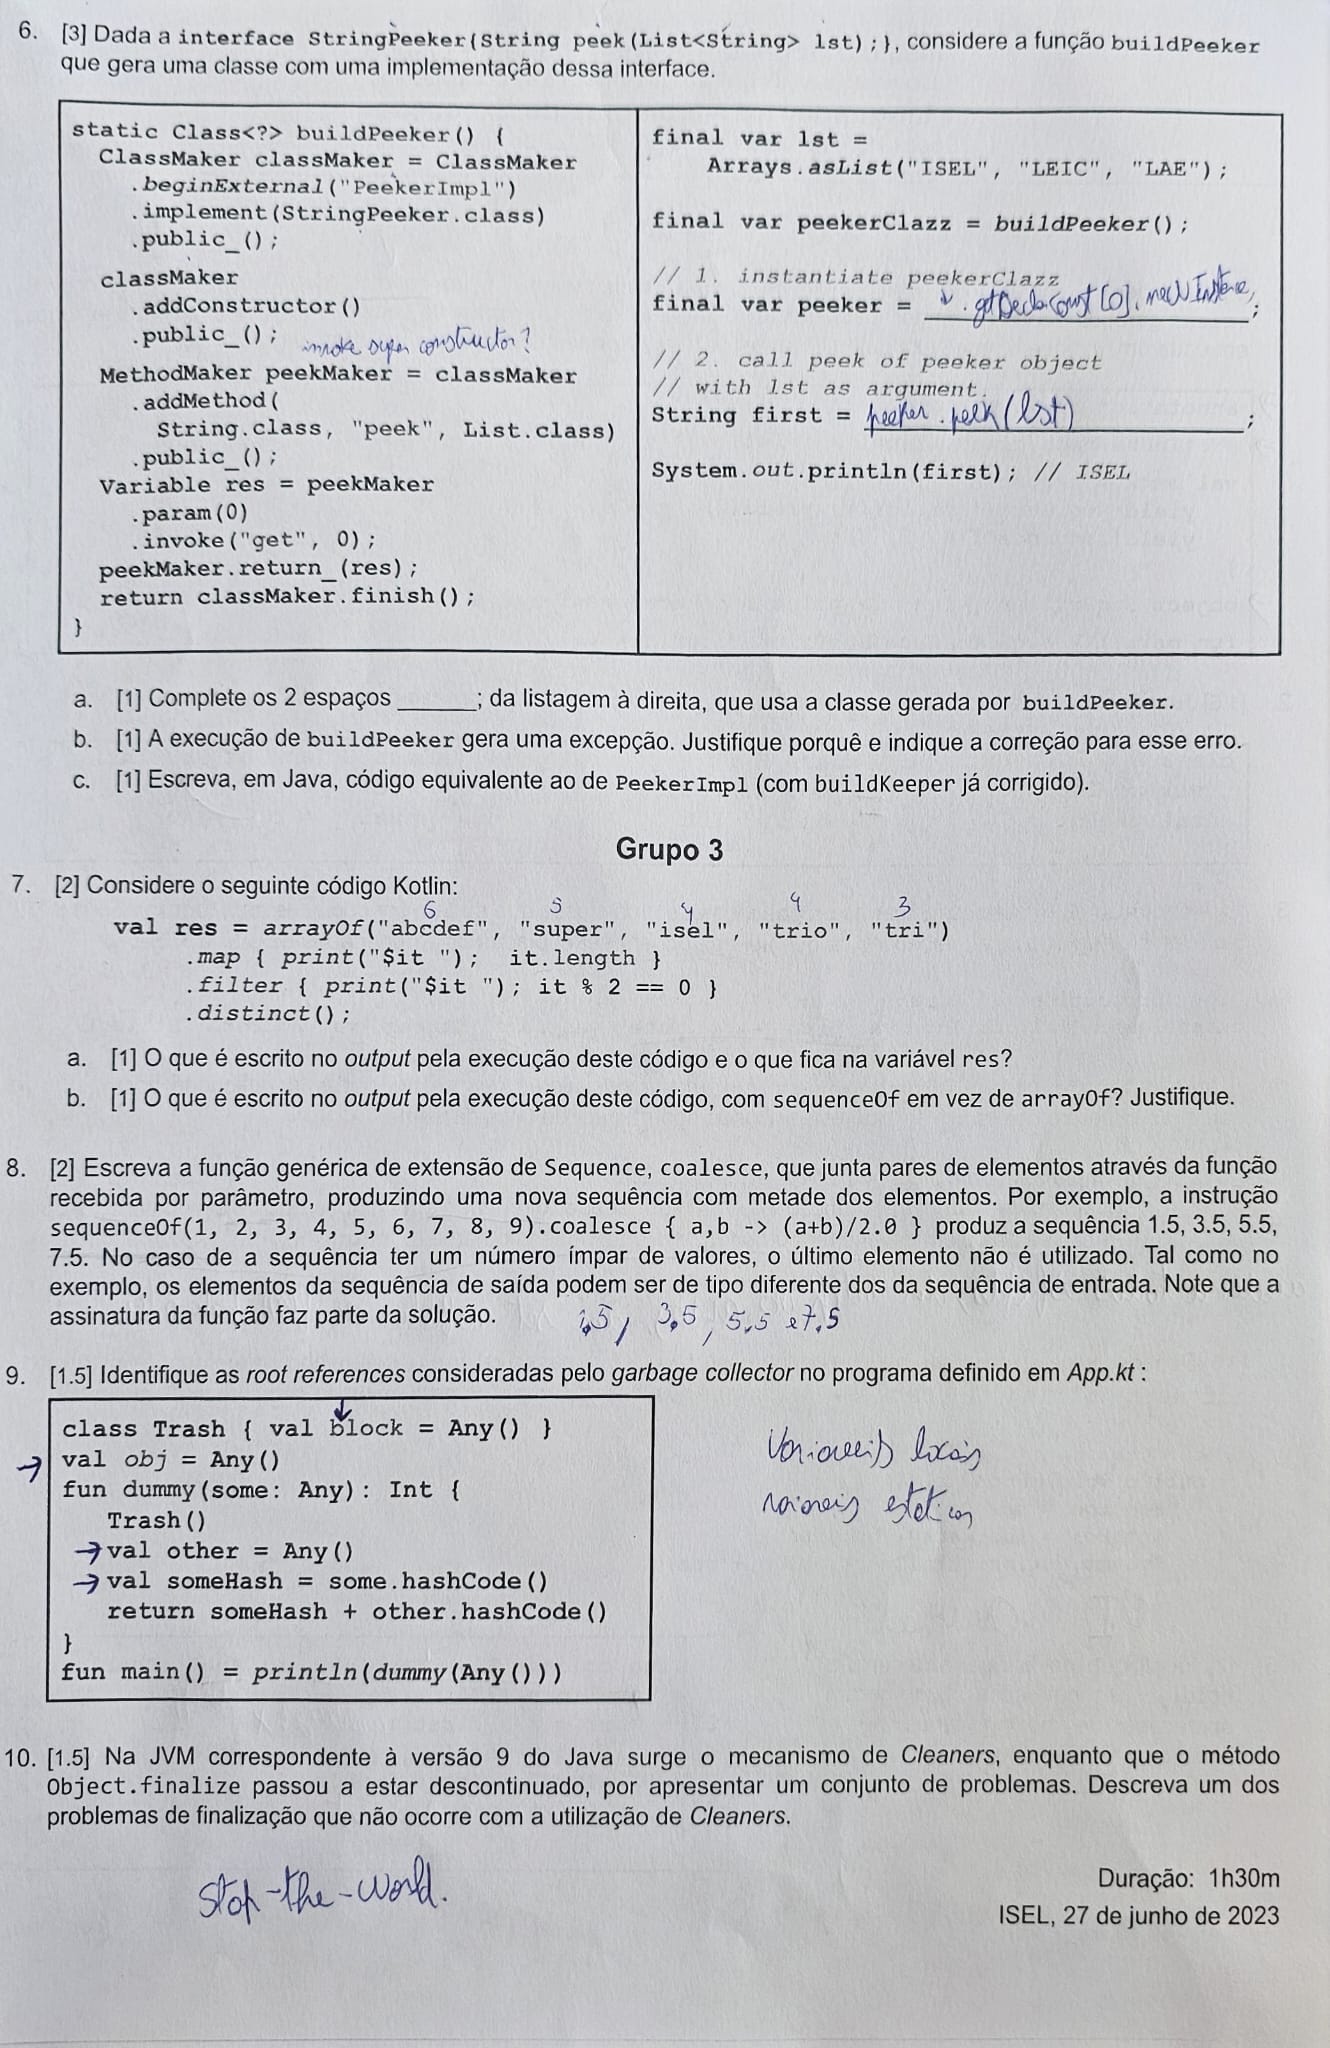 6. [3] Dada a interface StringPeeker{String peek(List<String> lst);}, considere a função buildPeeker
que gera uma classe com uma implementação dessa interface.
static Class<?> buildPeeker() {
ClassMaker classMaker = ClassMaker
.beginExternal("PeekerImpl")
.implement(StringPeeker.class)
.public_();
classMaker
.addConstructor()
.public_(); invoke super constructor?
MethodMaker peekMaker = classMaker
.addMethod(
String.class, "peek", List.class)
.public_();
Variable res = peekMaker
.param(0)
.invoke("get", 0);
peekMaker.return_(res);
return classMaker.finish();
}
final var lst =
Arrays.asList("ISEL", "LEIC", "LAE");
final var peekerClazz = buildPeeker();
// 1. instantiate peekerClazz
final var peeker = .getDeclaConst[0].newInstance;
// 2. call peek of peeker object
// with lst as argument.
String first = peeker.peek(lst);
System.out.println(first); // ISEL
a. [1] Complete os 2 espaços ______; da listagem à direita, que usa a classe gerada por buildPeeker.
b. [1] A execução de buildPeeker gera uma excepção. Justifique porquê e indique a correção para esse erro.
c. [1] Escreva, em Java, código equivalente ao de PeekerImpl (com buildKeeper já corrigido).
Grupo 3
7. [2] Considere o seguinte código Kotlin:
6 5 4 4 3
val res = arrayOf("abcdef", "super", "isel", "trio", "tri")
.map { print("$it "); it.length }
.filter { print("$it "); it % 2 == 0 }
.distinct();
a. [1] O que é escrito no output pela execução deste código e o que fica na variável res?
b. [1] O que é escrito no output pela execução deste código, com sequenceOf em vez de arrayOf? Justifique.
8. [2] Escreva a função genérica de extensão de Sequence, coalesce, que junta pares de elementos através da função
recebida por parâmetro, produzindo uma nova sequência com metade dos elementos. Por exemplo, a instrução
sequenceOf(1, 2, 3, 4, 5, 6, 7, 8, 9).coalesce { a,b -> (a+b)/2.0 } produz a sequência 1.5, 3.5, 5.5,
7.5. No caso de a sequência ter um número ímpar de valores, o último elemento não é utilizado. Tal como no
exemplo, os elementos da sequência de saída podem ser de tipo diferente dos da sequência de entrada. Note que a
assinatura da função faz parte da solução. 1,5, 3,5, 5,5 e 7,5
9. [1.5] Identifique as root references consideradas pelo garbage collector no programa definido em App.kt :
class Trash { val block = Any() }
val obj = Any()
fun dummy(some: Any): Int {
Trash()
val other = Any()
val someHash = some.hashCode()
return someHash + other.hashCode()
}
fun main() = println(dummy(Any()))
Variaveis locais
estaticas
10. [1.5] Na JVM correspondente à versão 9 do Java surge o mecanismo de Cleaners, enquanto que o método
Object.finalize passou a estar descontinuado, por apresentar um conjunto de problemas. Descreva um dos
problemas de finalização que não ocorre com a utilização de Cleaners.
Stop-the-world.
Duração: 1h30m
ISEL, 27 de junho de 2023